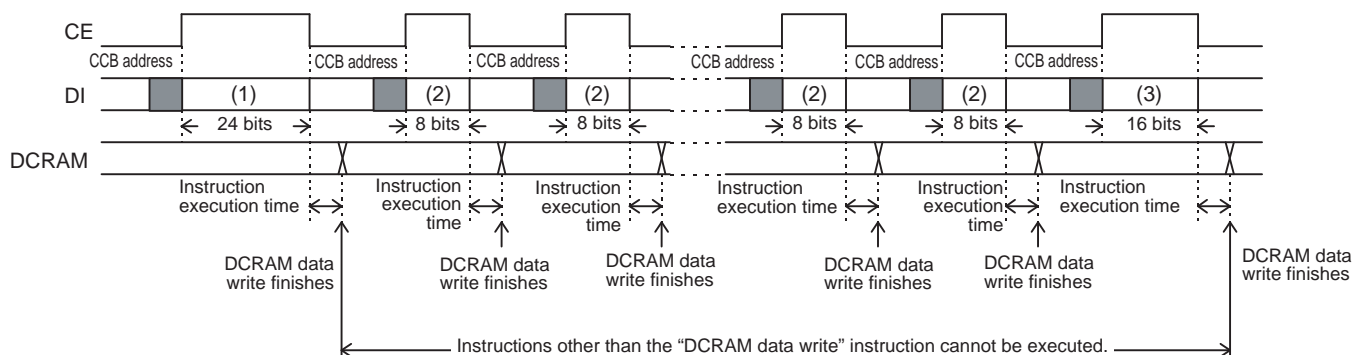 CE
CCB address CCB address CCB address CCB address CCB address CCB address
DI (1) (2) (2) (2) (2) (3)
24 bits 8 bits 8 bits 8 bits 8 bits 16 bits
DCRAM
Instruction execution time
Instruction execution time
Instruction execution time
Instruction execution time
Instruction execution time
Instruction execution time
DCRAM data write finishes
DCRAM data write finishes
DCRAM data write finishes
DCRAM data write finishes
DCRAM data write finishes
DCRAM data write finishes
Instructions other than the “DCRAM data write” instruction cannot be executed.